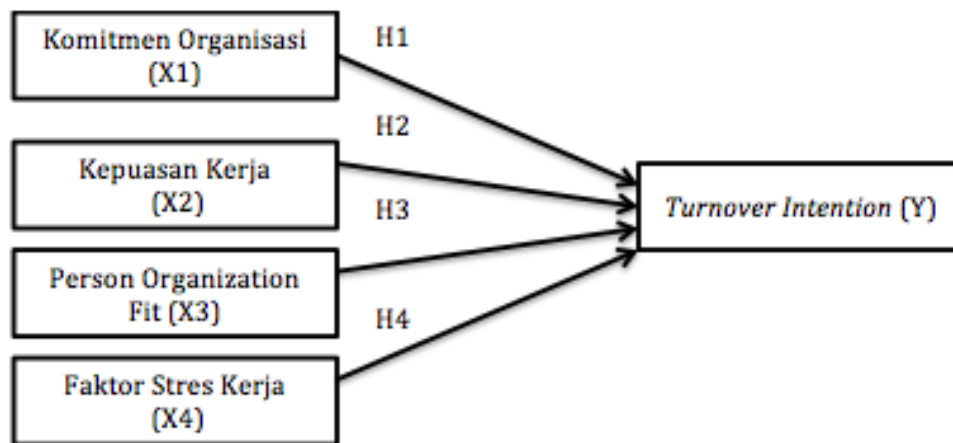 Komitmen Organisasi
(X1)
H1
H2
Kepuasan Kerja
(X2)
H3
Turnover Intention (Y)
Person Organization
Fit (X3)
H4
Faktor Stres Kerja
(X4)